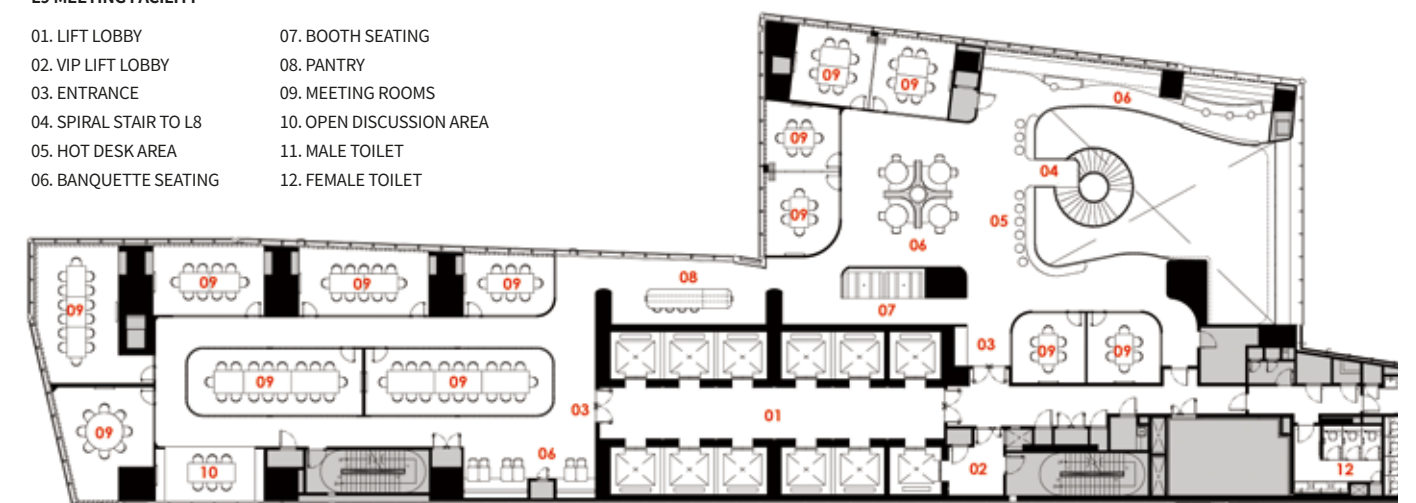 L9 MEETING FACILITY
01. LIFT LOBBY
02. VIP LIFT LOBBY
03. ENTRANCE
04. SPIRAL STAIR TO L8
05. HOT DESK AREA
06. BANQUETTE SEATING
07. BOOTH SEATING
08. PANTRY
09. MEETING ROOMS
10. OPEN DISCUSSION AREA
11. MALE TOILET
12. FEMALE TOILET
09
09
06
09
04
09
05
06
09
09
09
09
08
07
03
09
09
09
09
03
01
09
10
06
02
12